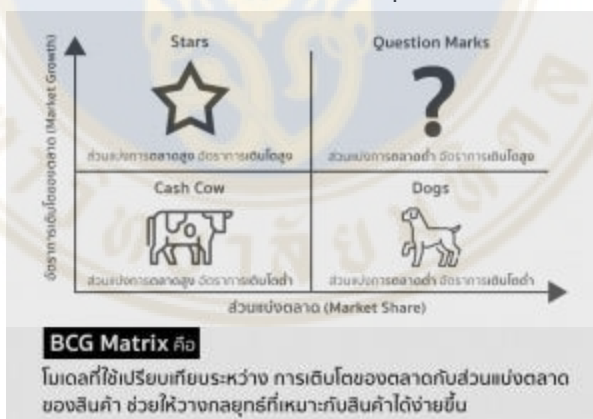 Stars
Question Marks
?
ส่วนแบ่งการตลาดสูง อัตราการเติบโตสูง
ส่วนแบ่งการตลาดต่ำ อัตราการเติบโตสูง
อัตราการเติบโตของตลาด (Market Growth)
Cash Cow
Dogs
ส่วนแบ่งการตลาดสูง อัตราการเติบโตต่ำ
ส่วนแบ่งการตลาดต่ำ อัตราการเติบโตต่ำ
ส่วนแบ่งตลาด (Market Share)
BCG Matrix คือ
โมเดลที่ใช้เปรียบเทียบระหว่าง การเติบโตของตลาดกับส่วนแบ่งตลาด
ของสินค้า ช่วยให้วางกลยุทธ์ที่เหมาะกับสินค้าได้ง่ายขึ้น